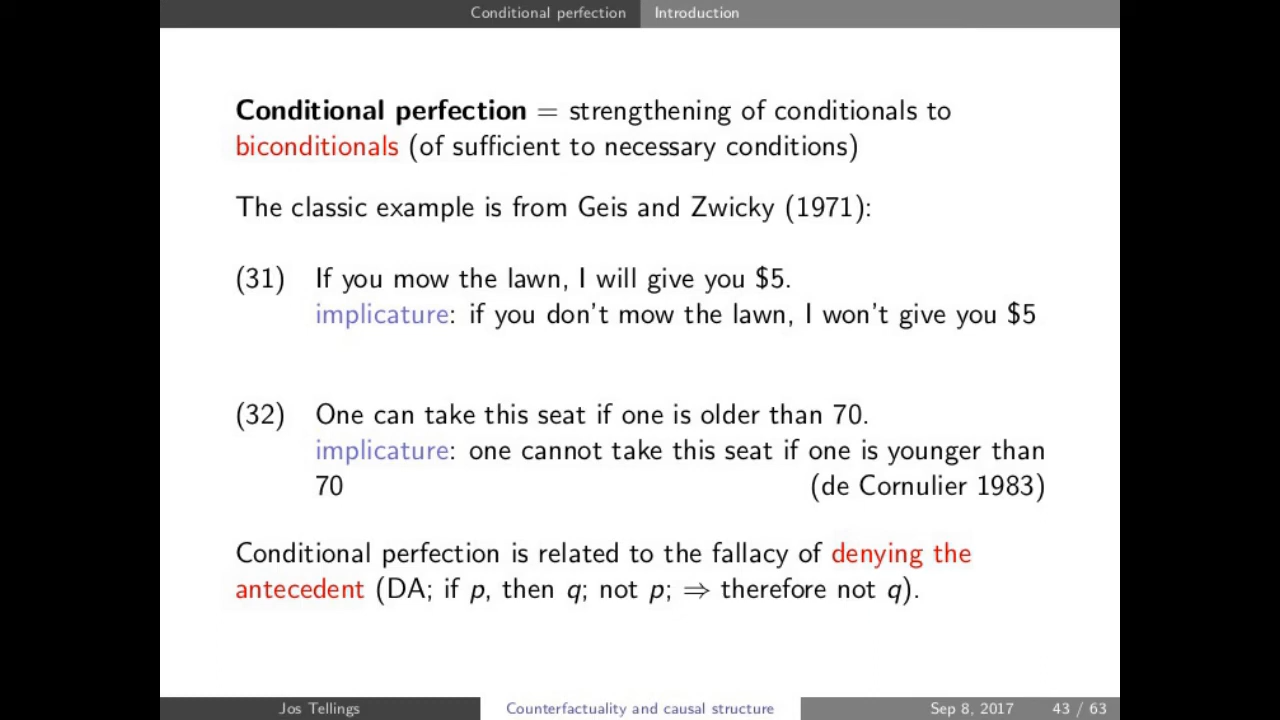 Conditional perfection Introduction
Conditional perfection = strengthening of conditionals to
biconditionals (of sufficient to necessary conditions)
The classic example is from Geis and Zwicky (1971):
(31) If you mow the lawn, I will give you $5.
implicature: if you don't mow the lawn, I won't give you $5
(32) One can take this seat if one is older than 70.
implicature: one cannot take this seat if one is younger than
70 (de Cornulier 1983)
Conditional perfection is related to the fallacy of denying the
antecedent (DA; if p, then q; not p; ⇒ therefore not q).
Jos Tellings Counterfactuality and causal structure Sep 8, 2017 43 / 63